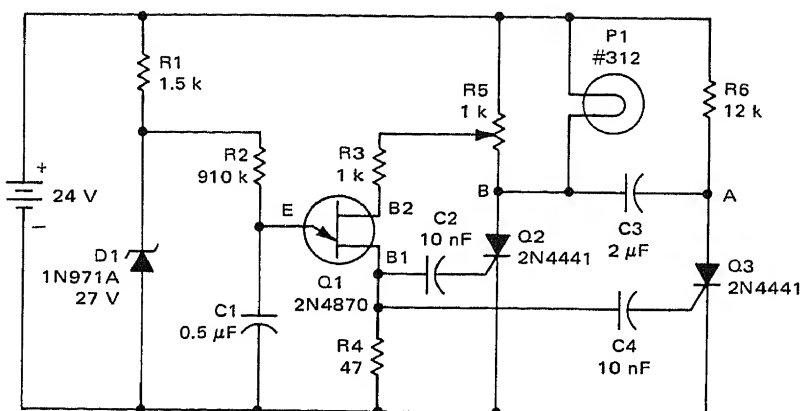 P1
#312
R1
1.5 k
R5
1 k
R6
12 k
R2
910 k
R3
1 k
+
24 V
−
E
B2
B
A
C2
10 nF
C3
2 µF
D1
1N971A
27 V
B1
Q2
2N4441
Q3
2N4441
Q1
2N4870
C1
0.5 µF
R4
47
C4
10 nF